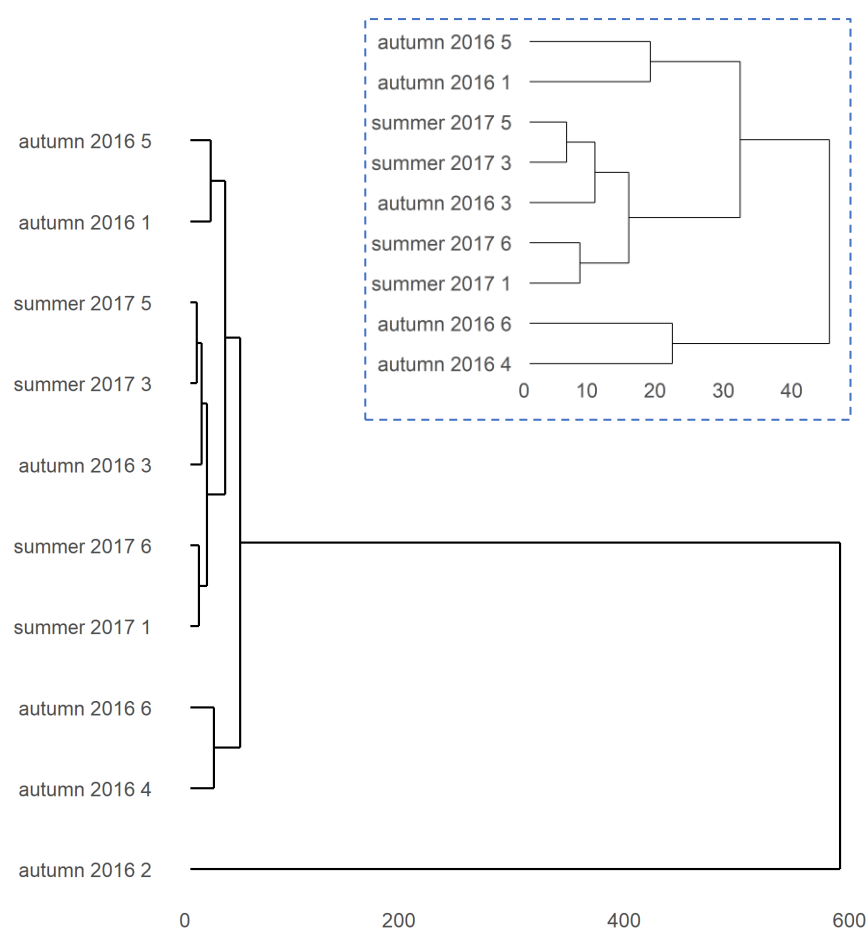 autumn 2016 5
autumn 2016 1
summer 2017 5
summer 2017 3
autumn 2016 3
summer 2017 6
summer 2017 1
autumn 2016 6
autumn 2016 4
0 10 20 30 40
autumn 2016 5
autumn 2016 1
summer 2017 5
summer 2017 3
autumn 2016 3
summer 2017 6
summer 2017 1
autumn 2016 6
autumn 2016 4
autumn 2016 2
0 200 400 600